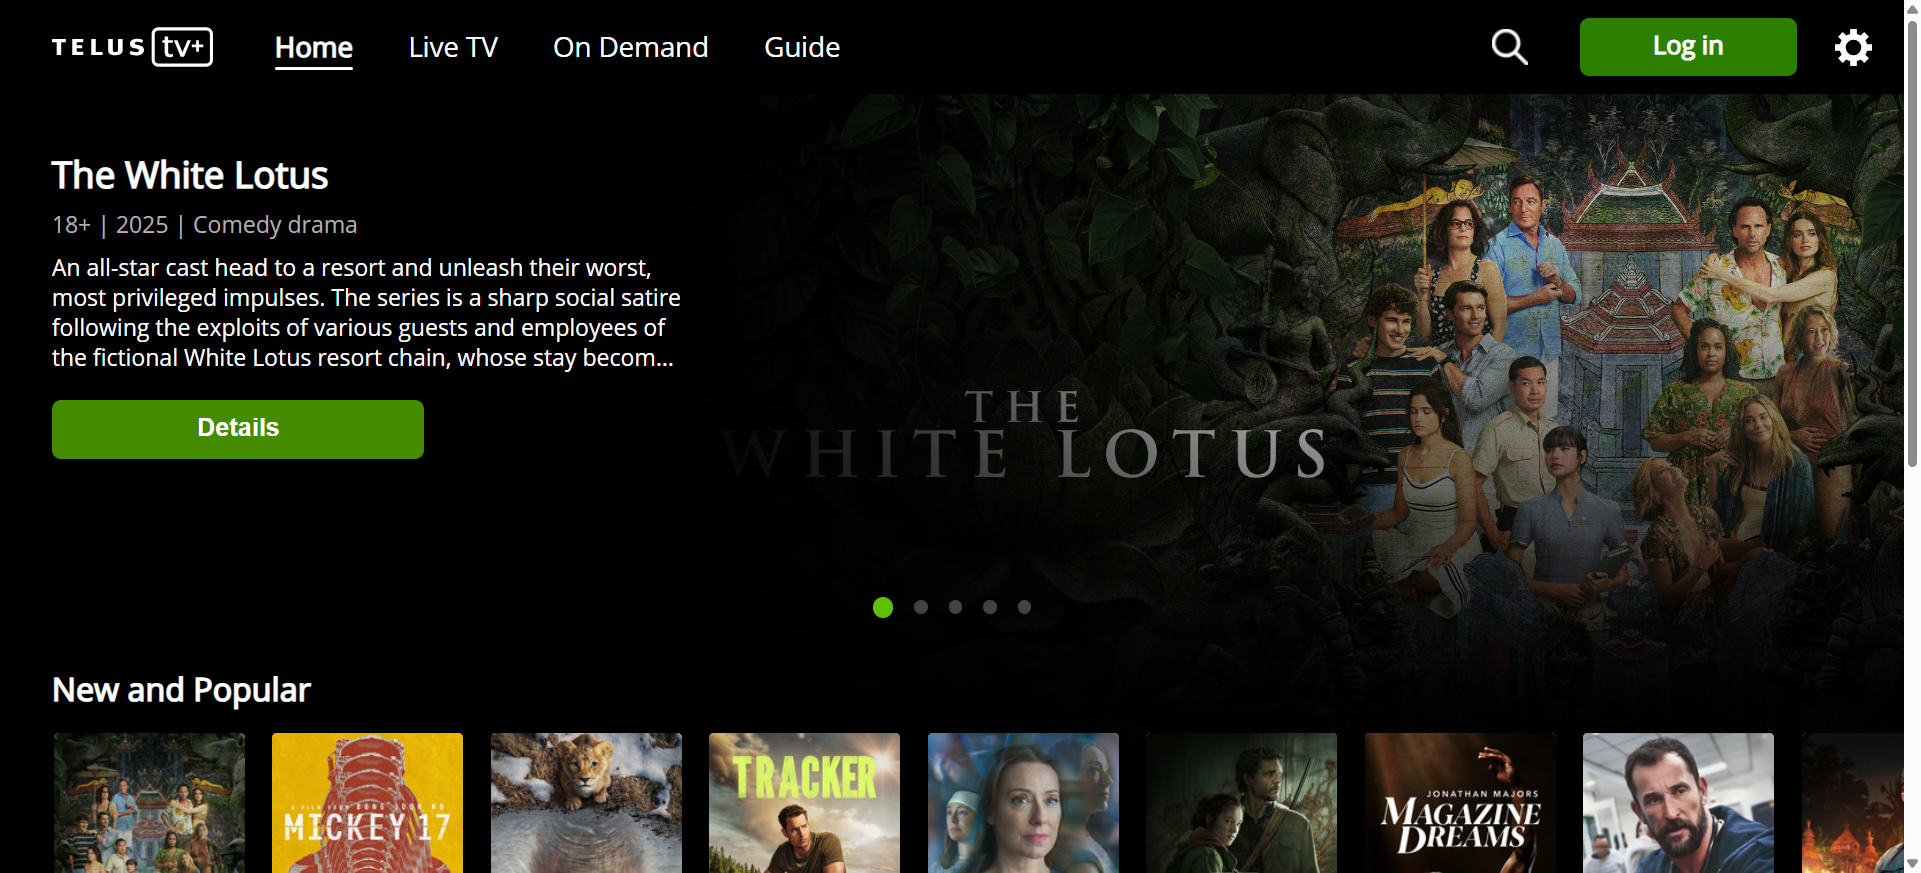 TELUS tv+
Home
Live TV
On Demand
Guide
Log in
The White Lotus
18+ | 2025 | Comedy drama
An all-star cast head to a resort and unleash their worst,
most privileged impulses. The series is a sharp social satire
following the exploits of various guests and employees of
the fictional White Lotus resort chain, whose stay becom...
Details
THE
WHITE LOTUS
New and Popular
A FILM FROM BONG JOON HO
MICKEY 17
TRACKER
JONATHAN MAJORS
MAGAZINE
DREAMS